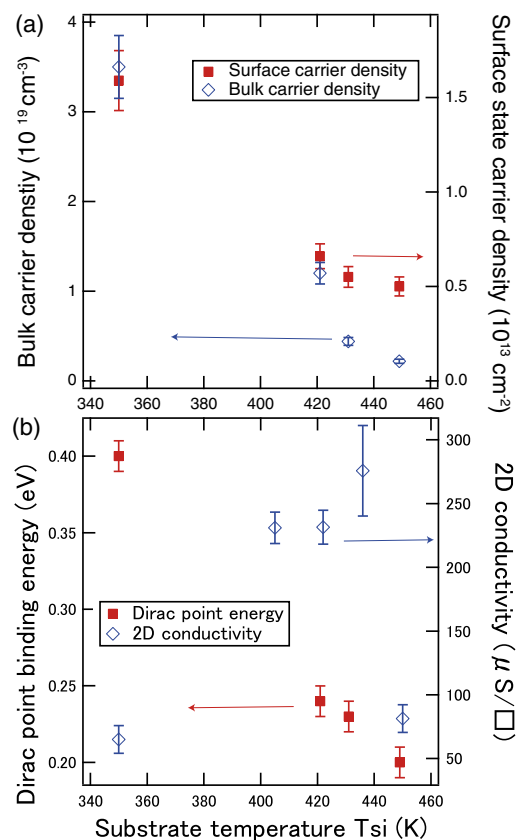 (a)
Bulk carrier denstiy (10 19 cm-3)
4
3
2
1
0
Surface carrier density
Bulk carrier density
Surface state carrier density (10 13 cm-2)
1.5
1.0
0.5
0.0
340 360 380 400 420 440 460
(b)
Dirac point binding energy (eV)
0.40
0.35
0.30
0.25
0.20
Dirac point energy
2D conductivity
2D conductivity (μS/□)
300
250
200
150
100
50
340 360 380 400 420 440 460
Substrate temperature Tsi (K)